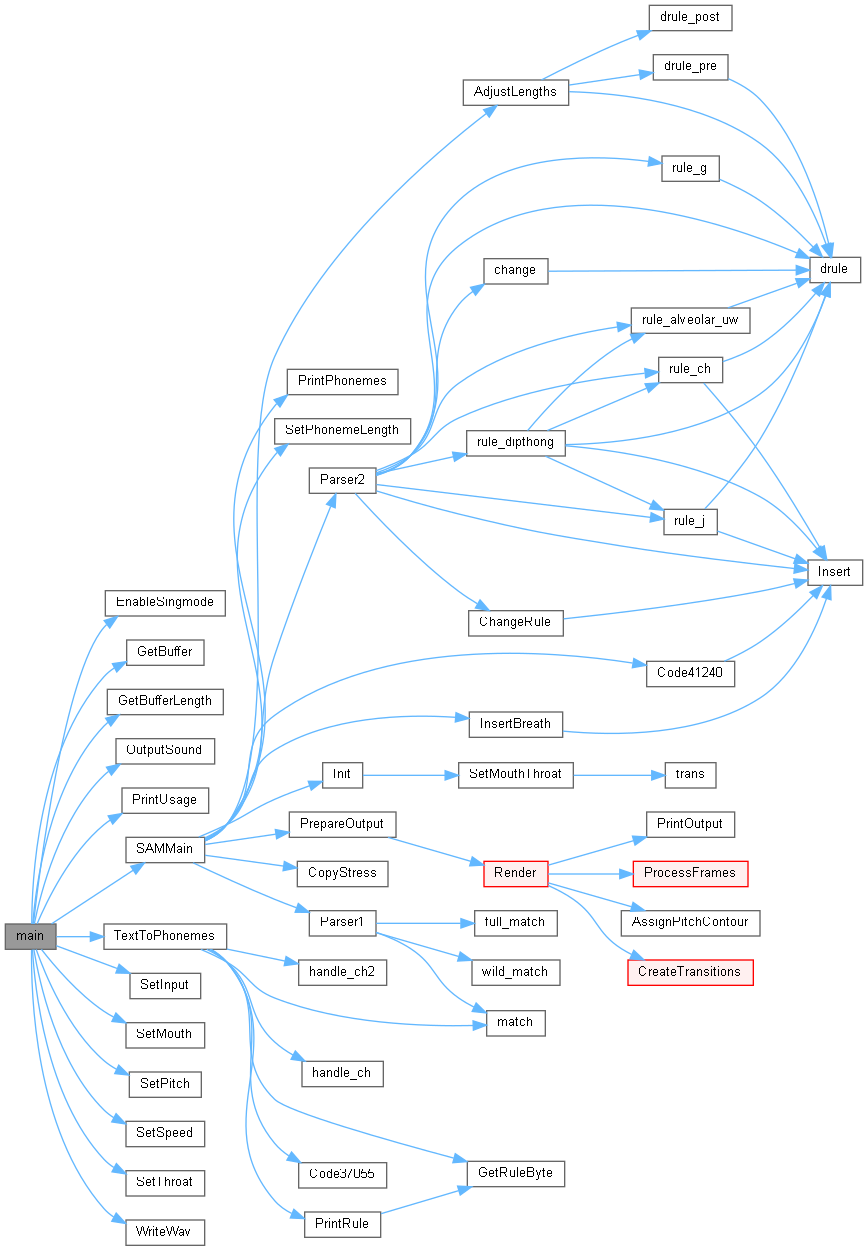 drule_post
drule_pre
AdjustLengths
rule_g
drule
change
rule_alveolar_uw
rule_ch
PrintPhonemes
SetPhonemeLength
rule_dipthong
Parser2
rule_j
Insert
EnableSingmode
ChangeRule
GetBuffer
Code41240
GetBufferLength
InsertBreath
OutputSound
Init
SetMouthThroat
trans
PrintUsage
PrepareOutput
PrintOutput
SAMMain
CopyStress
Render
ProcessFrames
main
TextToPhonemes
Parser1
full_match
AssignPitchContour
handle_ch2
wild_match
CreateTransitions
SetInput
match
SetMouth
handle_ch
SetPitch
SetSpeed
Code37055
GetRuleByte
SetThroat
PrintRule
WriteWav